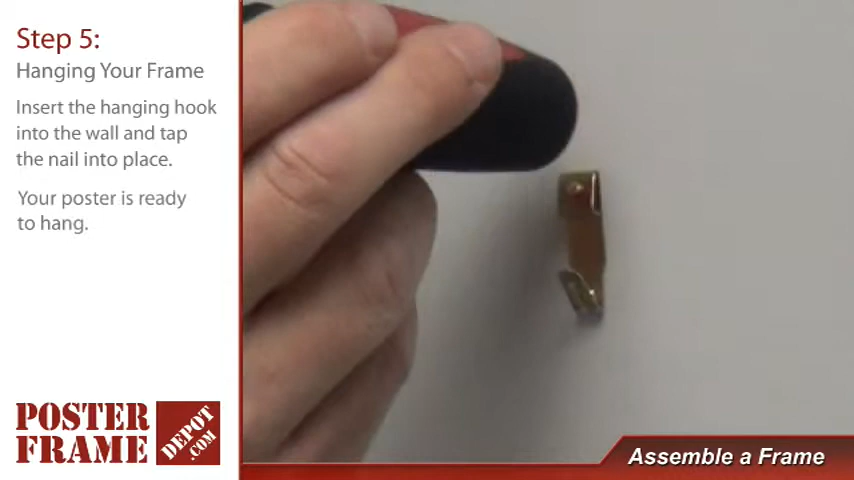 Step 5:
Hanging Your Frame
Insert the hanging hook
into the wall and tap
the nail into place.
Your poster is ready
to hang.
POSTER
FRAME
DEPOT
.COM
Assemble a Frame